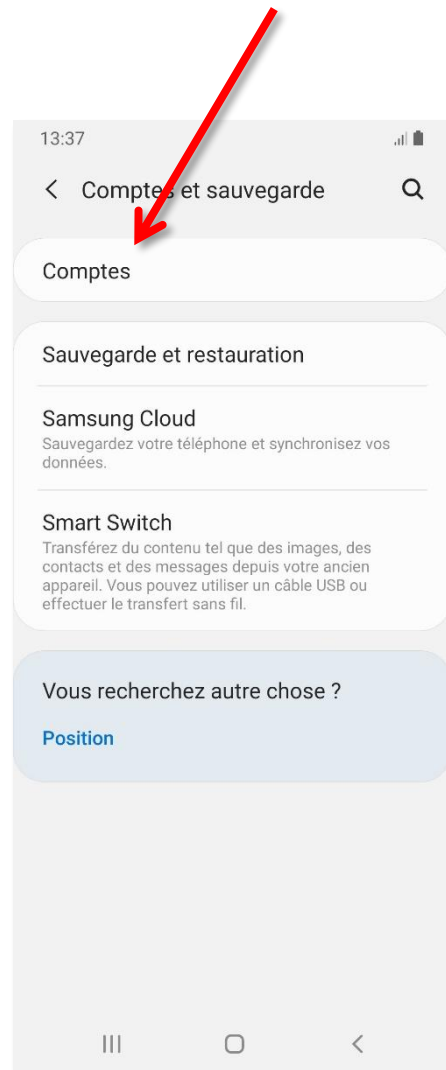 13:37
Comptes et sauvegarde
Comptes
Sauvegarde et restauration
Samsung Cloud
Sauvegardez votre téléphone et synchronisez vos
données.
Smart Switch
Transférez du contenu tel que des images, des
contacts et des messages depuis votre ancien
appareil. Vous pouvez utiliser un câble USB ou
effectuer le transfert sans fil.
Vous recherchez autre chose ?
Position